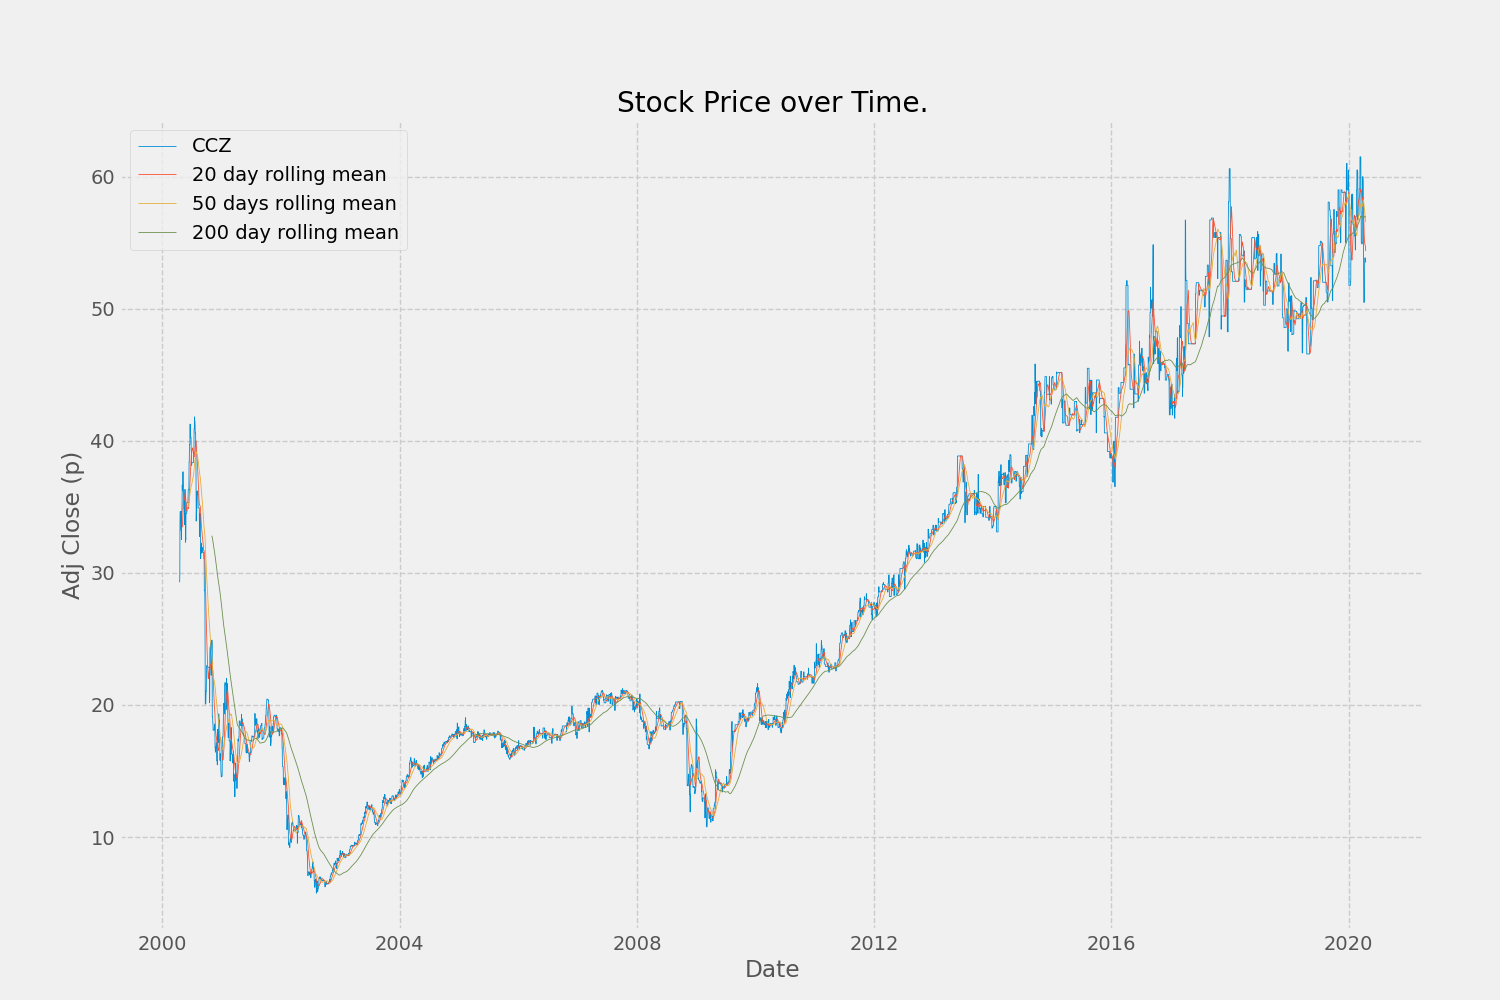 Stock Price over Time.
CCZ
20 day rolling mean
50 days rolling mean
200 day rolling mean
Adj Close (p)
60
50
40
30
20
10
2000 2004 2008 2012 2016 2020
Date